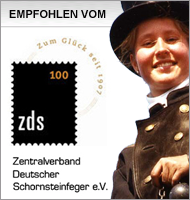 EMPFOHLEN VOM
Zum Glück seit 1907
100
zds
Zentralverband
Deutscher
Schornsteinfeger e.V.